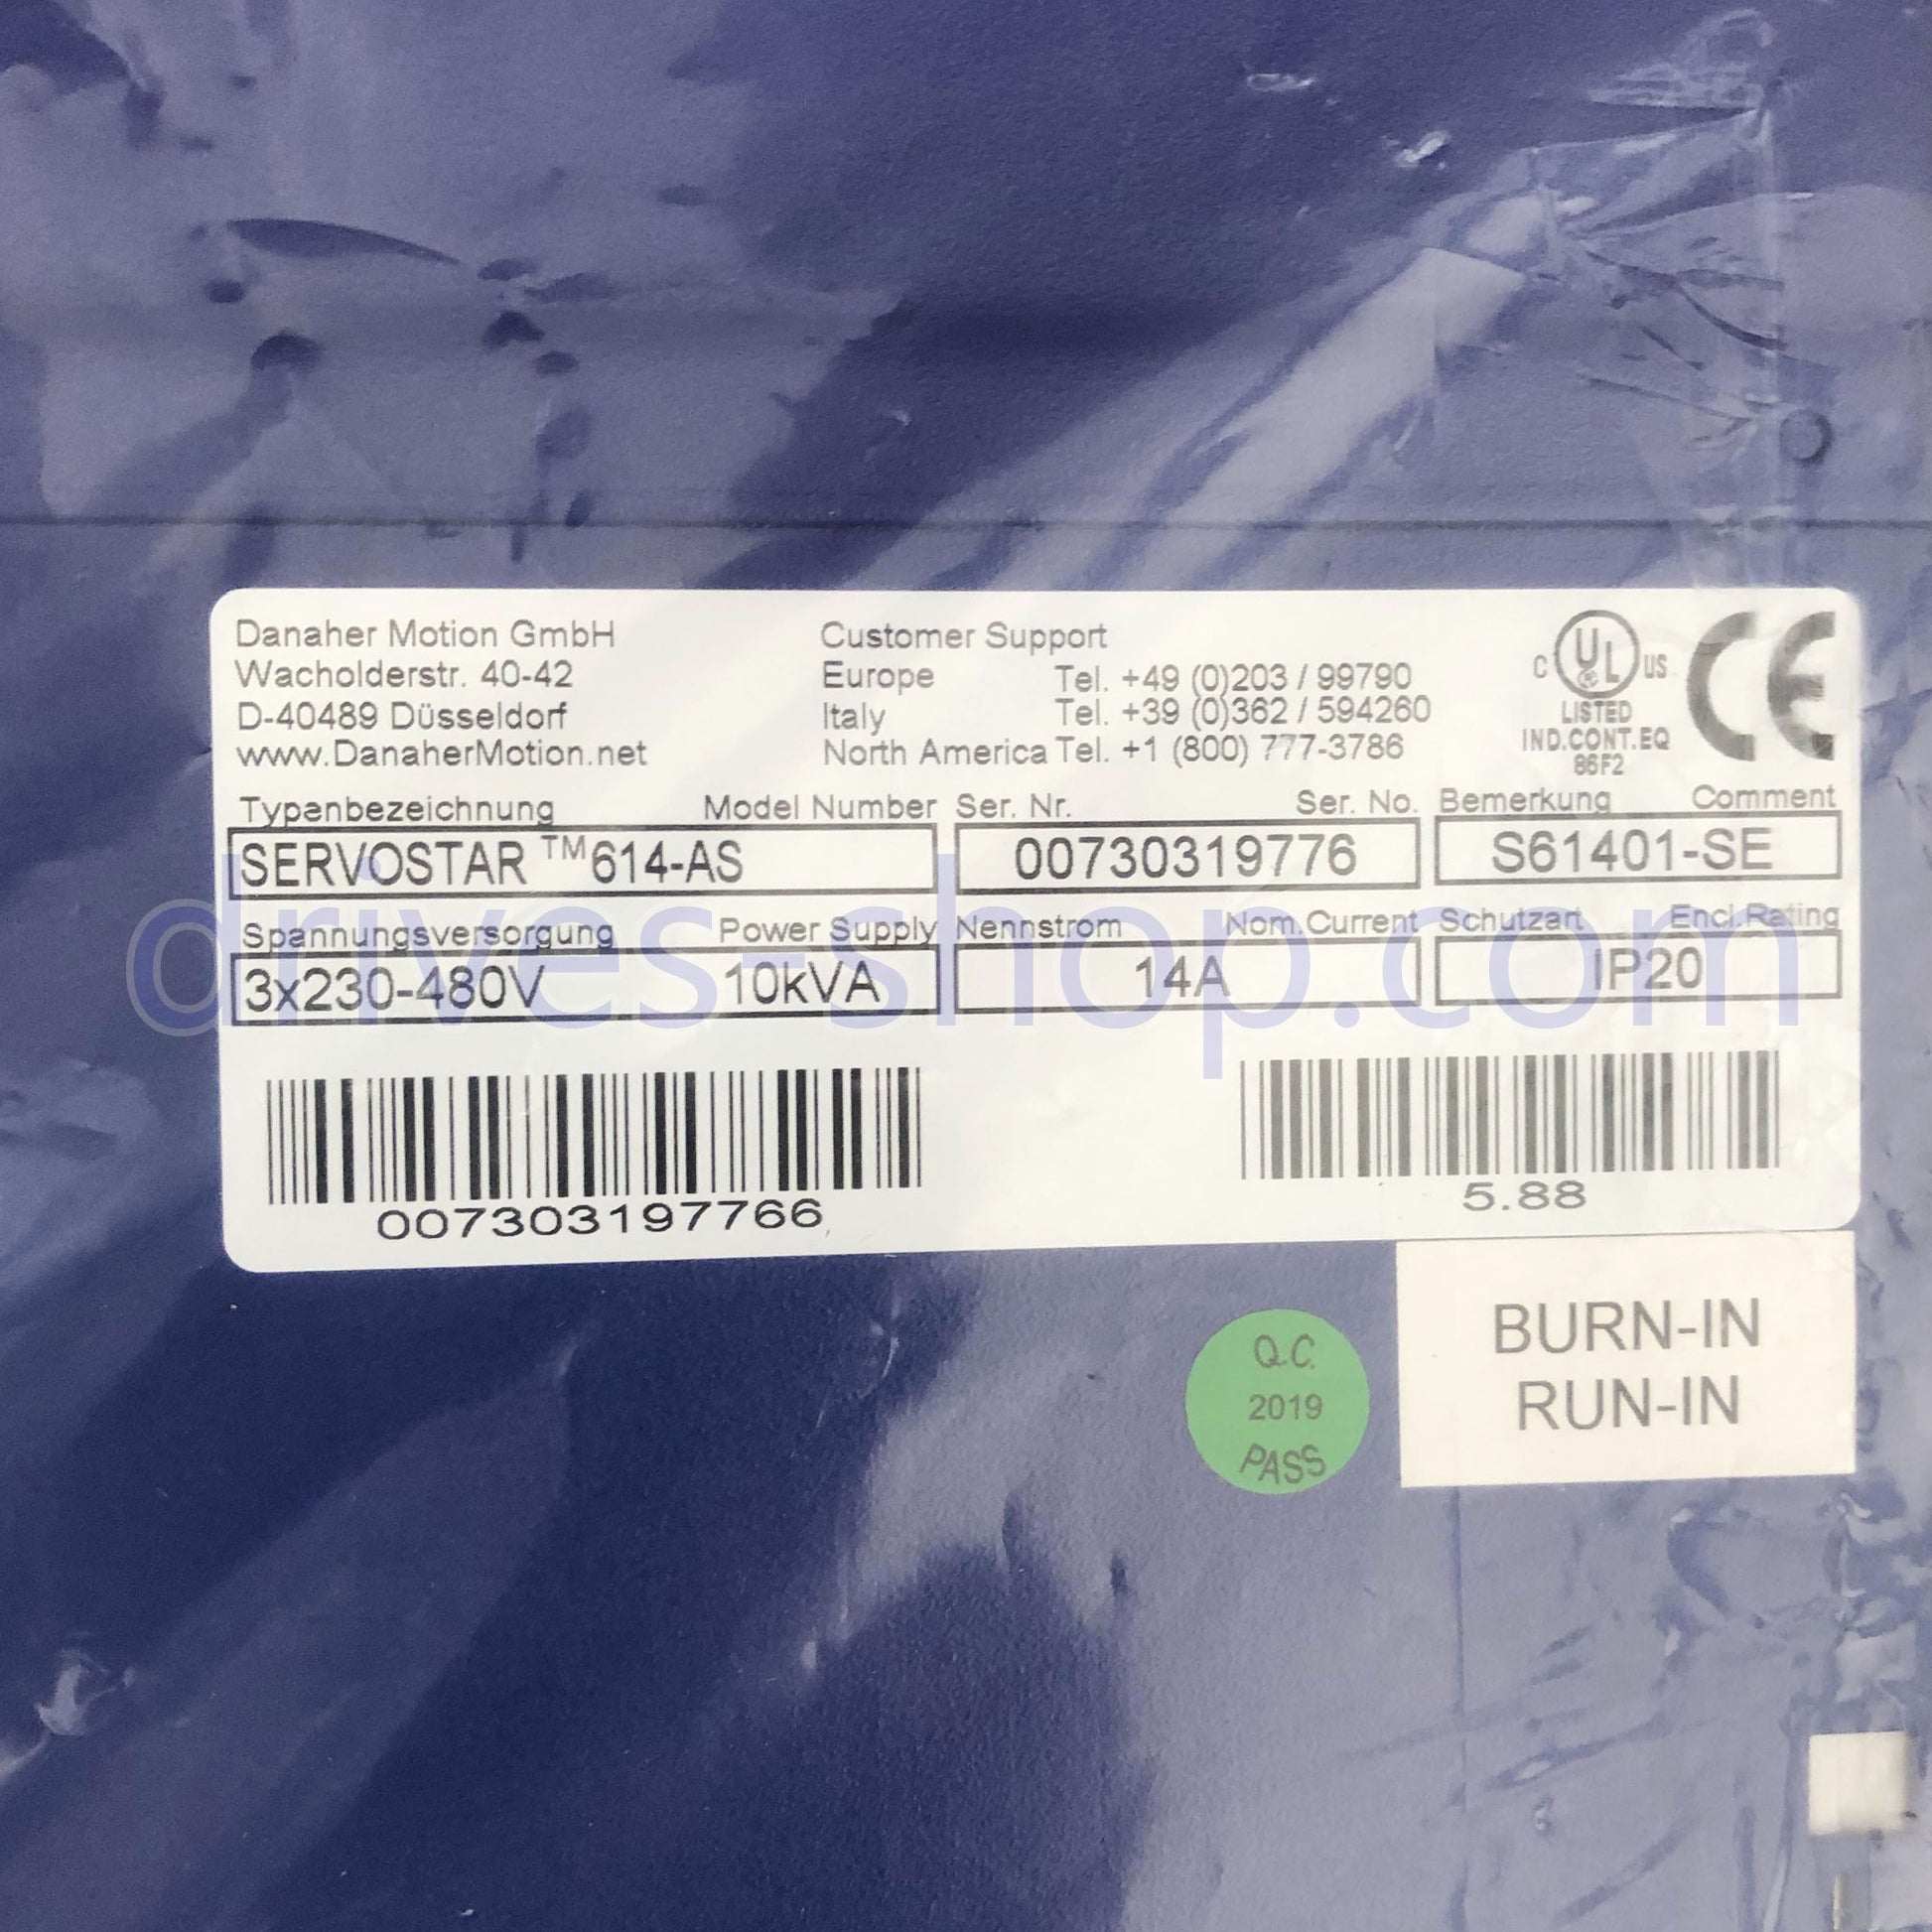 Danaher Motion GmbH
Wacholderstr. 40-42
D-40489 Düsseldorf
www.DanaherMotion.net
Customer Support
Europe Tel. +49 (0)203 / 99790
Italy Tel. +39 (0)362 / 594260
North America Tel. +1 (800) 777-3786
C UL ® US
LISTED
IND.CONT.EQ
86F2
CE
Typenbezeichnung Model Number Ser. Nr. Ser. No. Bemerkung Comment
SERVOSTAR ™614-AS 00730319776 S61401-SE
Spannungsversorgung Power Supply Nennstrom Nom.Current Schutzart Encl.Rating
3x230-480V 10kVA 14A IP20
drives-shop.com
007303197766
5.88
BURN-IN
RUN-IN
Q.C.
2019
PASS